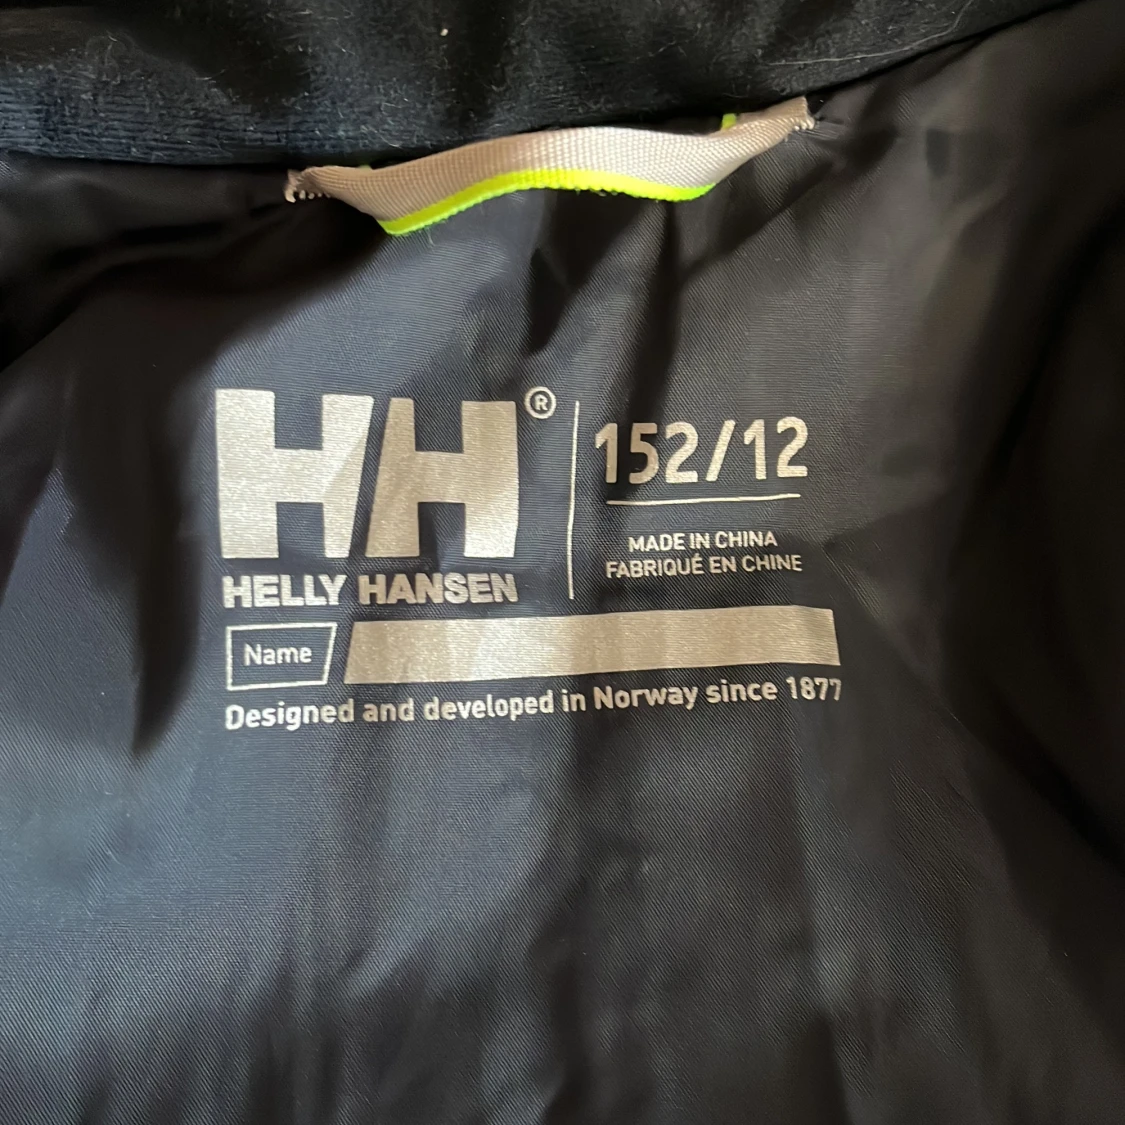 HH®
HELLY HANSEN
152/12
MADE IN CHINA
FABRIQUÉ EN CHINE
Name
Designed and developed in Norway since 1877